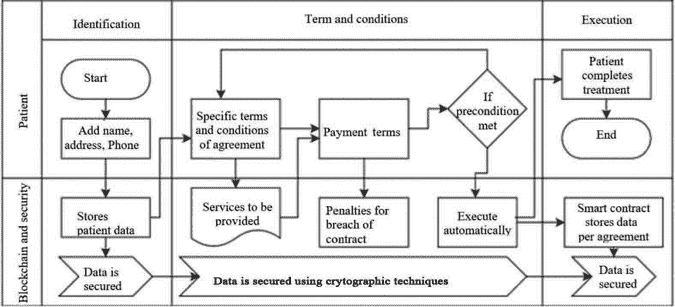 Identification
Term and conditions
Execution
Patient
Start
Add name,
address, Phone
Specific terms
and conditions
of agreement
Payment terms
If
precondition
met
Patient
completes
treatment
End
Blockchain and security
Stores
patient data
Services to be
provided
Penalties for
breach of
contract
Execute
automatically
Smart contract
stores data
per agreement
Data is
secured
Data is secured using crytographic techniques
Data is
secured